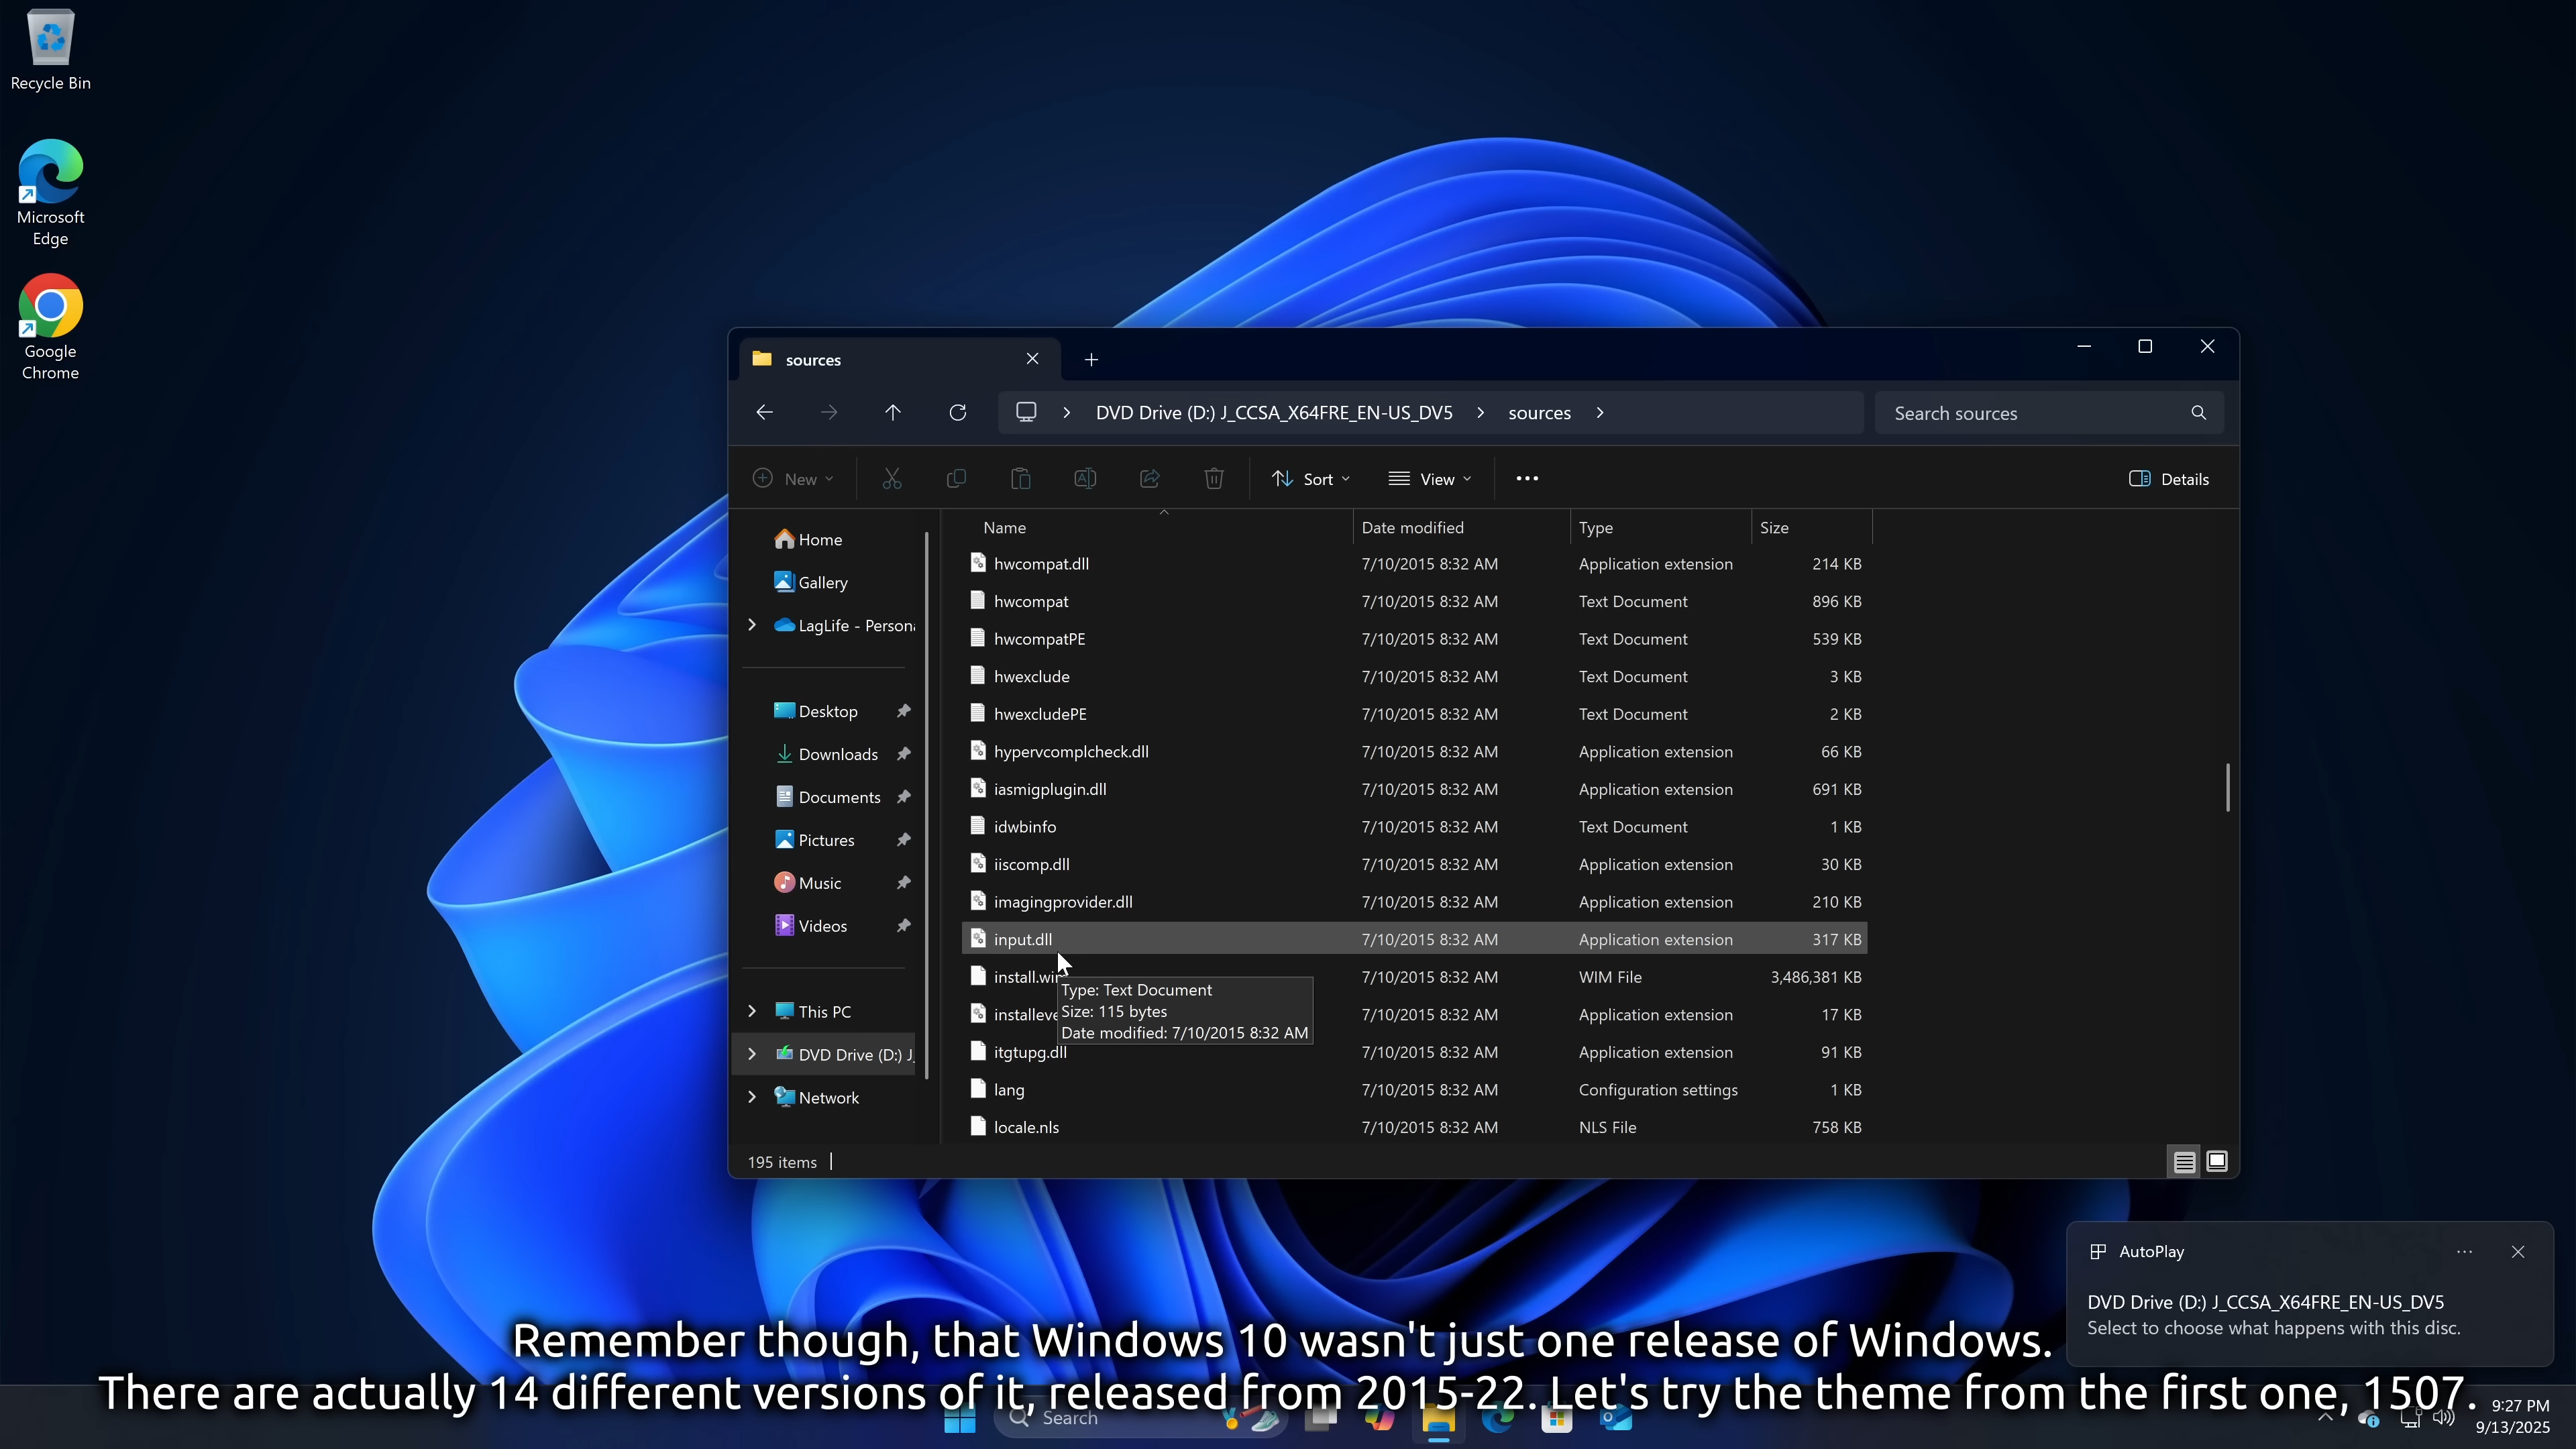 Recycle Bin
Microsoft
Edge
Google
Chrome
sources
DVD Drive (D:) J_CCSA_X64FRE_EN-US_DV5 > sources >
Search sources
New
Sort
View
Details
Home
Gallery
LagLife - Persona
Desktop
Downloads
Documents
Pictures
Music
Videos
This PC
DVD Drive (D:) J_
Network
Name Date modified Type Size
hwcompat.dll 7/10/2015 8:32 AM Application extension 214 KB
hwcompat 7/10/2015 8:32 AM Text Document 896 KB
hwcompatPE 7/10/2015 8:32 AM Text Document 539 KB
hwexclude 7/10/2015 8:32 AM Text Document 3 KB
hwexcludePE 7/10/2015 8:32 AM Text Document 2 KB
hypervcomplcheck.dll 7/10/2015 8:32 AM Application extension 66 KB
iasmigplugin.dll 7/10/2015 8:32 AM Application extension 691 KB
idwbinfo 7/10/2015 8:32 AM Text Document 1 KB
iiscomp.dll 7/10/2015 8:32 AM Application extension 30 KB
imagingprovider.dll 7/10/2015 8:32 AM Application extension 210 KB
input.dll 7/10/2015 8:32 AM Application extension 317 KB
install.wim 7/10/2015 8:32 AM WIM File 3,486,381 KB
installeve 7/10/2015 8:32 AM Application extension 17 KB
itgtupg.dll 7/10/2015 8:32 AM Application extension 91 KB
lang 7/10/2015 8:32 AM Configuration settings 1 KB
locale.nls 7/10/2015 8:32 AM NLS File 758 KB
Type: Text Document
Size: 115 bytes
Date modified: 7/10/2015 8:32 AM
195 items
AutoPlay
DVD Drive (D:) J_CCSA_X64FRE_EN-US_DV5
Select to choose what happens with this disc.
Remember though, that Windows 10 wasn't just one release of Windows.
There are actually 14 different versions of it, released from 2015-22. Let's try the theme from the first one, 1507.
Search
9:27 PM
9/13/2025